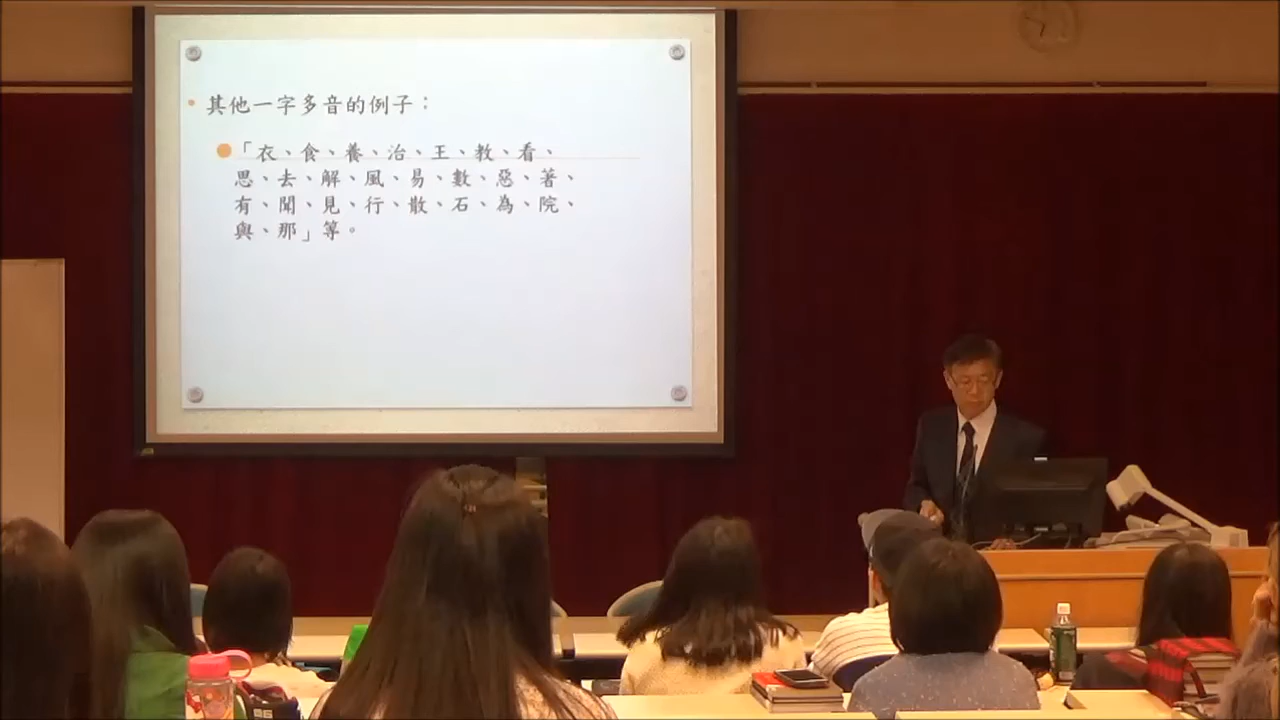 其他一字多音的例子：
「衣、食、養、治、王、教、看、
思、去、解、風、易、數、惡、著、
有、聞、見、行、散、石、為、院、
與、那」等。